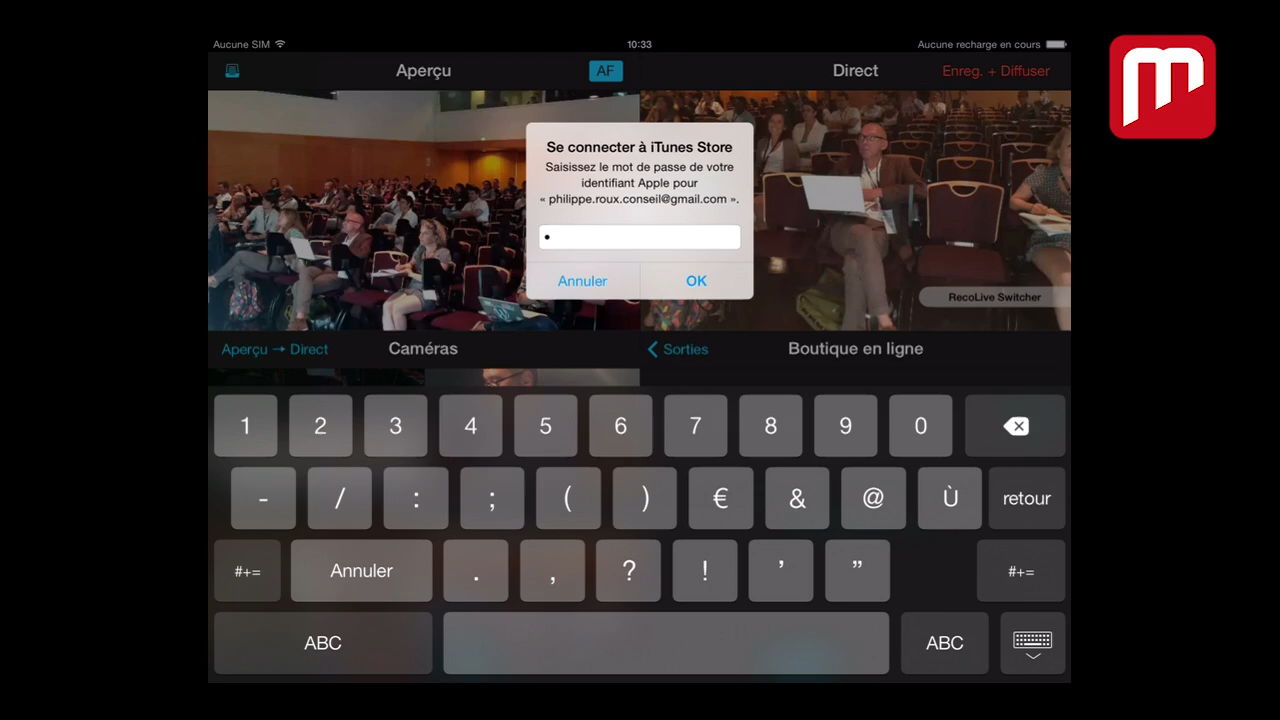 Aucune SIM
10:33
Aucune recharge en cours
Aperçu
AF
Direct
Enreg. + Diffuser
Se connecter à iTunes Store
Saisissez le mot de passe de votre
identifiant Apple pour
« philippe.roux.conseil@gmail.com ».
Annuler
OK
RecoLive Switcher
Aperçu → Direct
Caméras
Sorties
Boutique en ligne
1 2 3 4 5 6 7 8 9 0
- / : ; ( ) € & @ Ù retour
#+= Annuler . , ? ! ’ ” #+=
ABC ABC